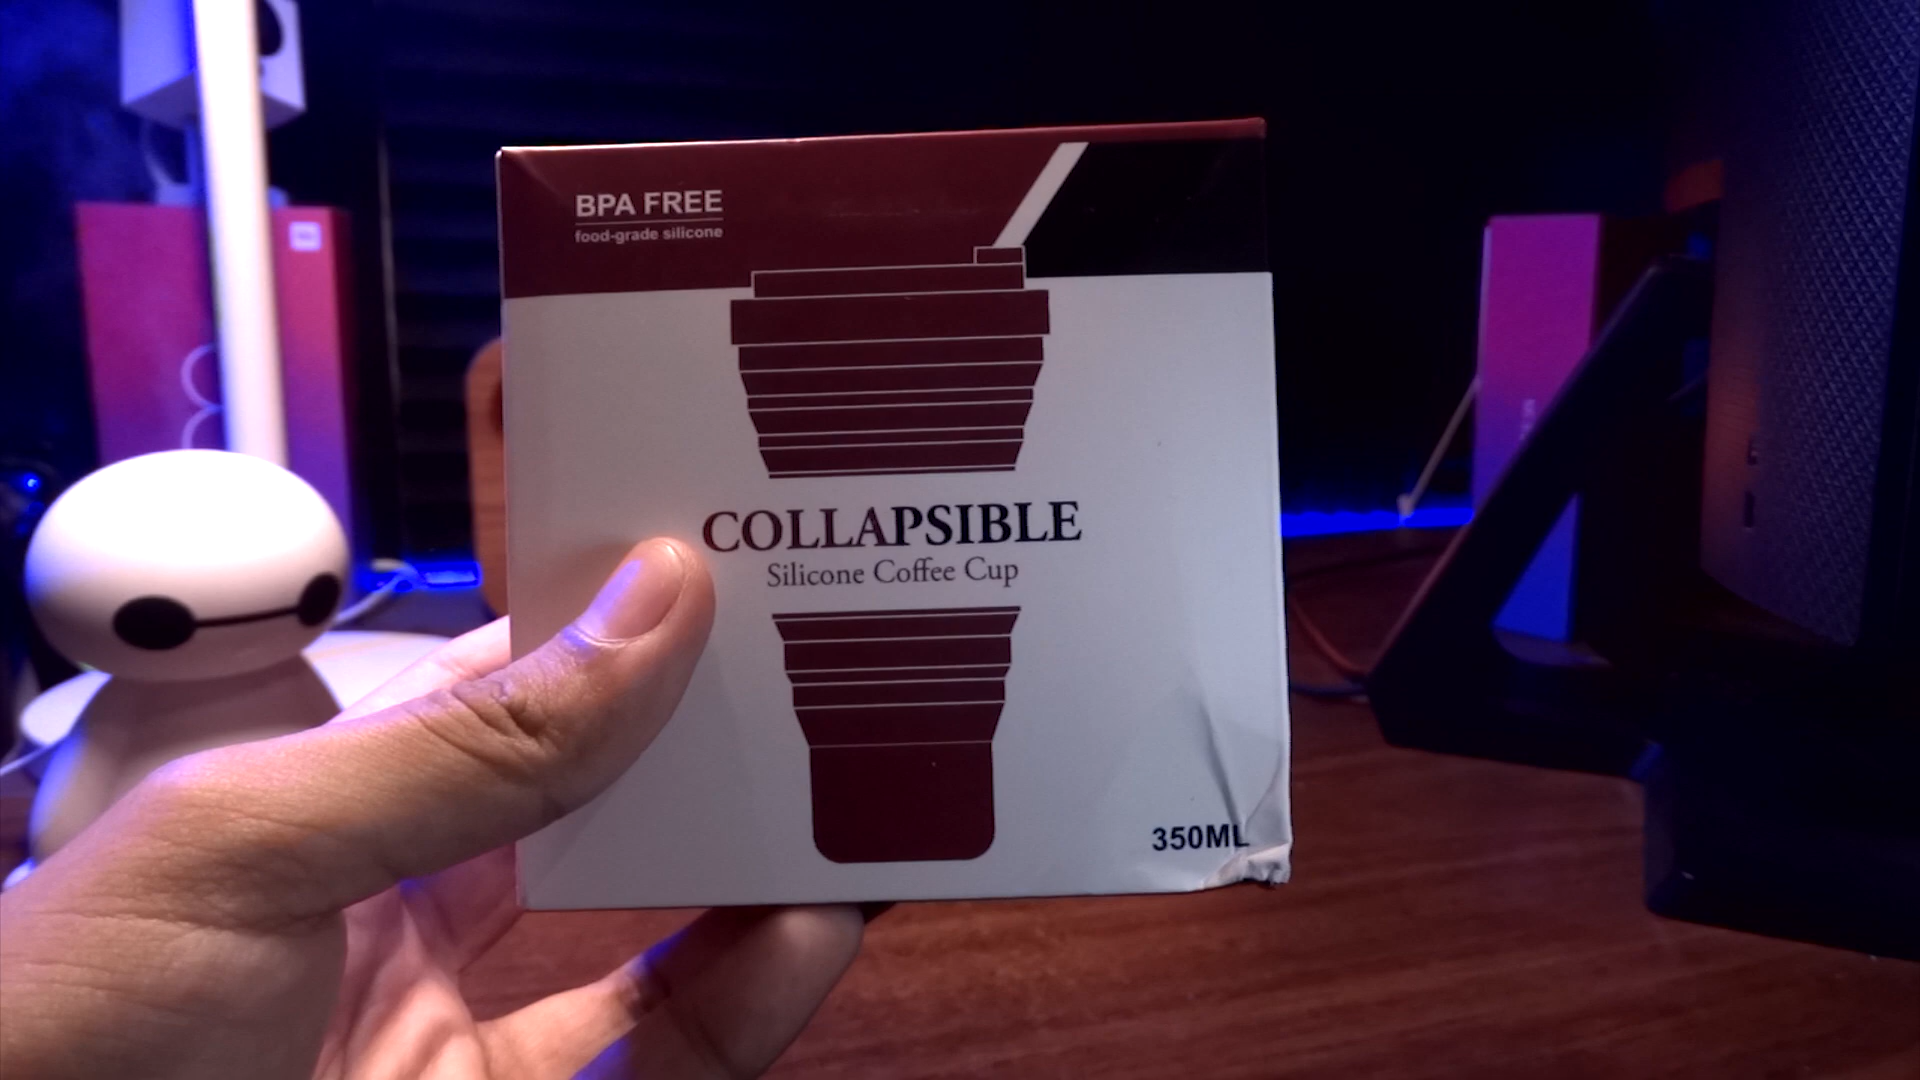 BPA FREE
food-grade silicone
COLLAPSIBLE
Silicone Coffee Cup
350ML